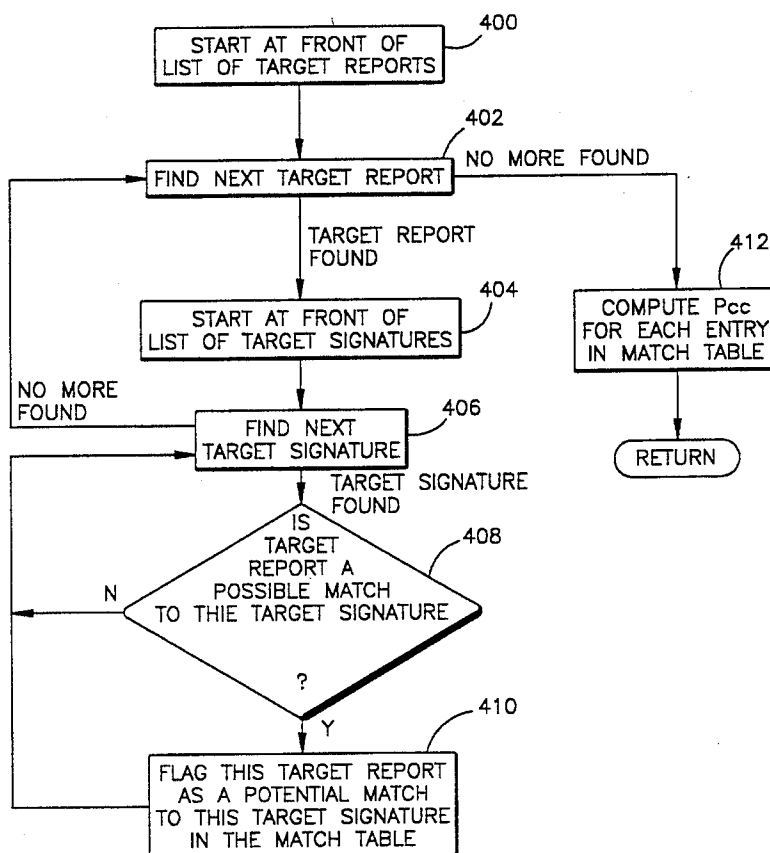 400
START AT FRONT OF
LIST OF TARGET REPORTS
402
NO MORE FOUND
FIND NEXT TARGET REPORT
TARGET REPORT
FOUND
412
COMPUTE Pcc
FOR EACH ENTRY
IN MATCH TABLE
404
START AT FRONT OF
LIST OF TARGET SIGNATURES
NO MORE
FOUND
406
FIND NEXT
TARGET SIGNATURE
RETURN
TARGET SIGNATURE
FOUND
408
IS
TARGET
REPORT A
POSSIBLE MATCH
TO THIE TARGET SIGNATURE
?
N
Y
410
FLAG THIS TARGET REPORT
AS A POTENTIAL MATCH
TO THIS TARGET SIGNATURE
IN THE MATCH TABLE